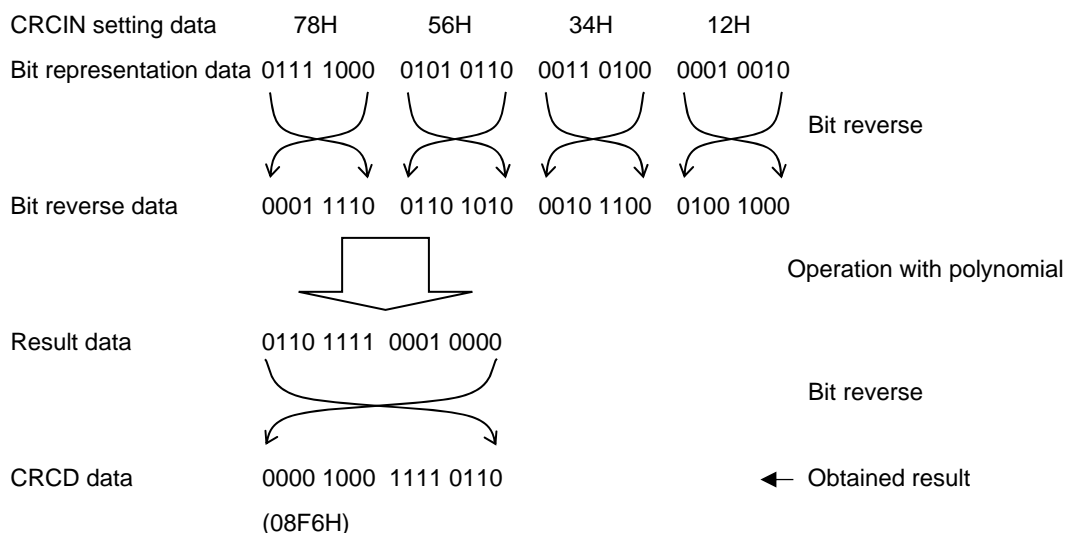 CRCIN setting data 78H 56H 34H 12H
Bit representation data 0111 1000 0101 0110 0011 0100 0001 0010
Bit reverse
Bit reverse data 0001 1110 0110 1010 0010 1100 0100 1000
Operation with polynomial
Result data 0110 1111 0001 0000
Bit reverse
CRCD data 0000 1000 1111 0110 Obtained result
(08F6H)